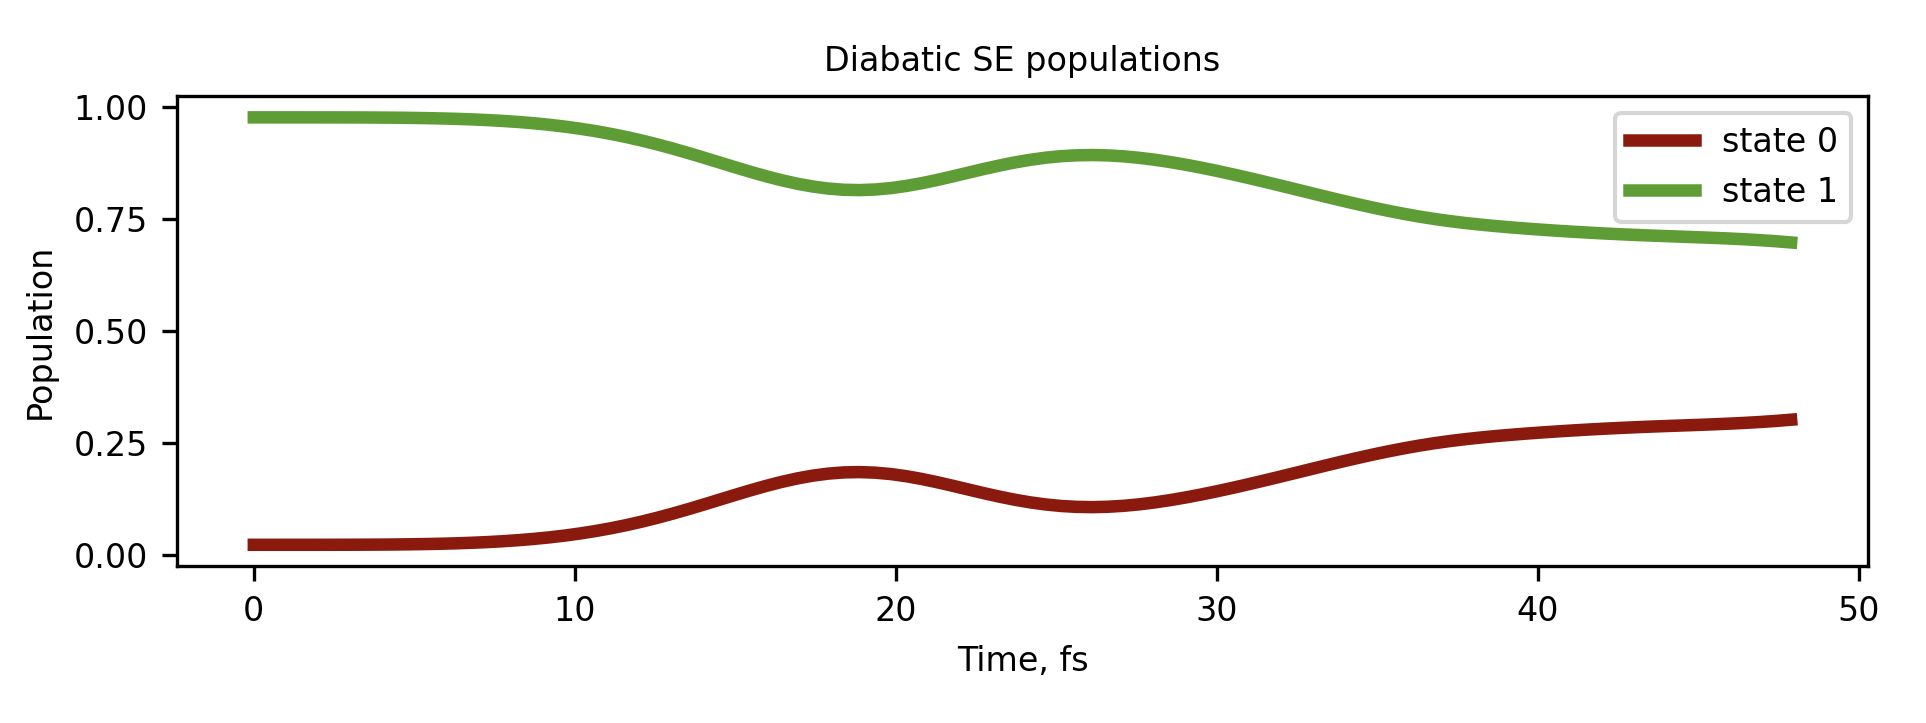 Diabatic SE populations
1.00
0.75
0.50
0.25
0.00
Population
state 0
state 1
0 10 20 30 40 50
Time, fs